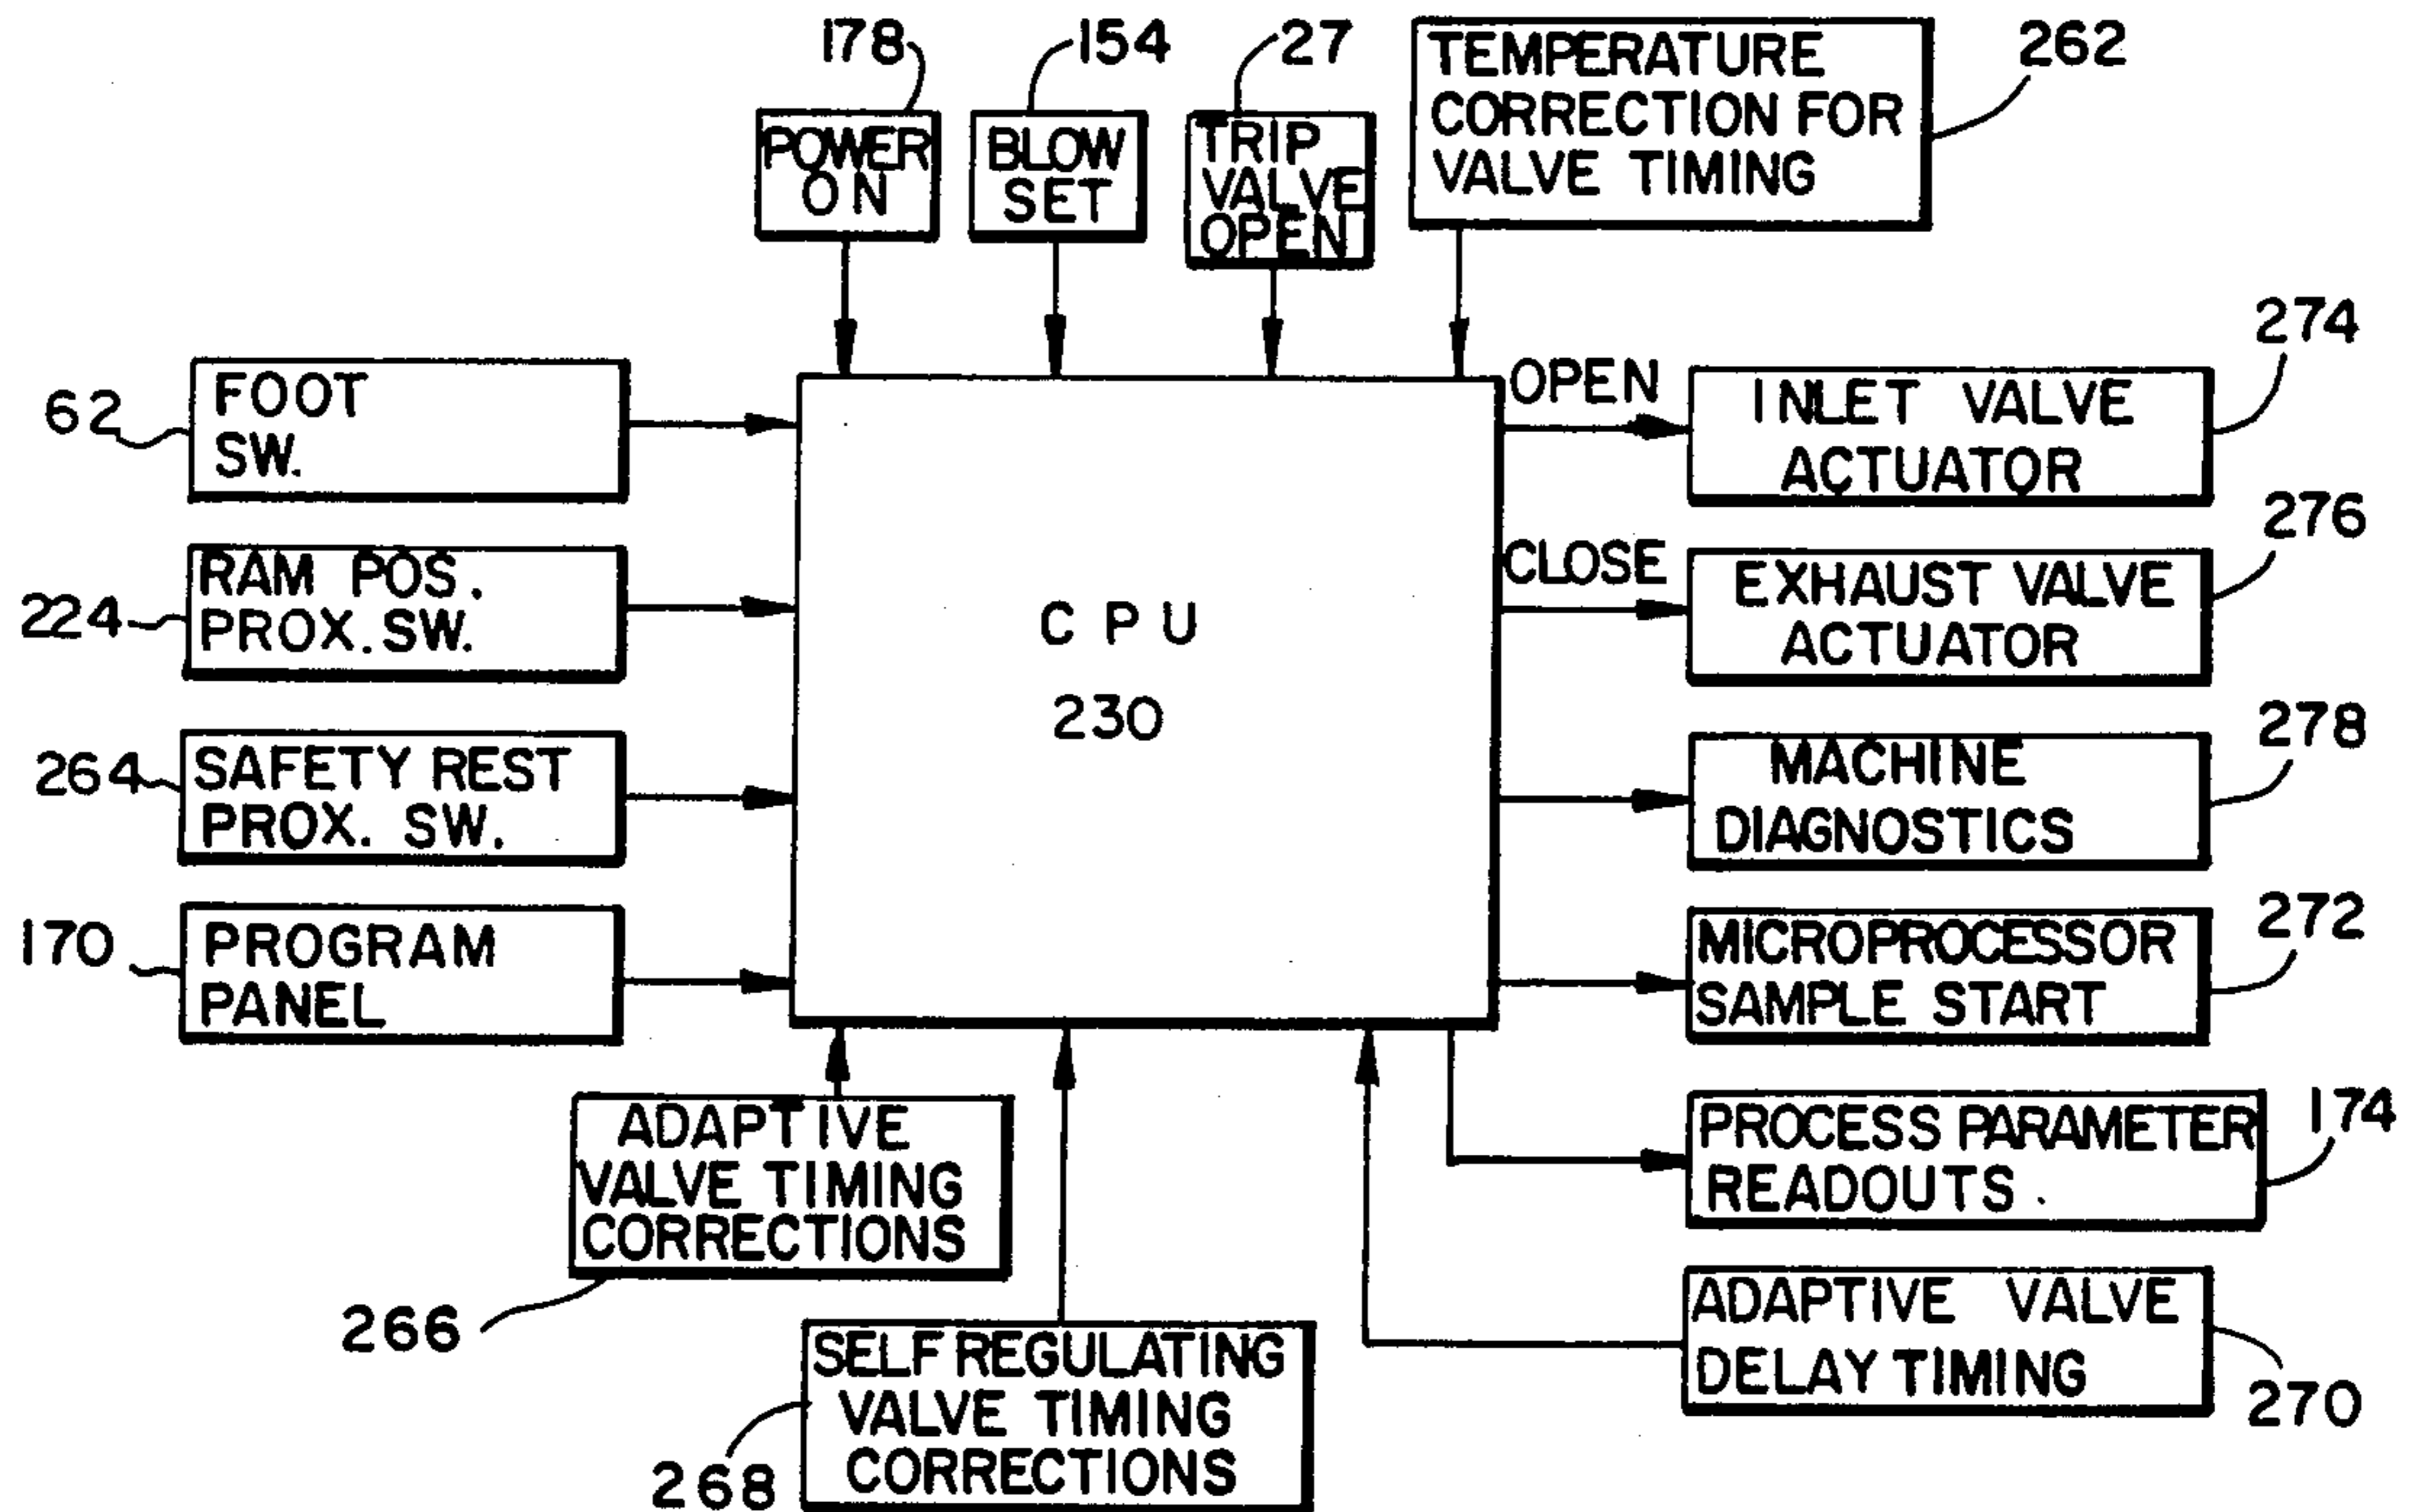 178
154
27
262
POWER
ON
BLOW
SET
TRIP
VALVE
OPEN
TEMPERATURE
CORRECTION FOR
VALVE TIMING
62
FOOT
SW.
224
RAM POS.
PROX. SW.
264
SAFETY REST
PROX. SW.
170
PROGRAM
PANEL
CPU
230
OPEN
INLET VALVE
ACTUATOR
274
CLOSE
EXHAUST VALVE
ACTUATOR
276
MACHINE
DIAGNOSTICS
278
MICROPROCESSOR
SAMPLE START
272
PROCESS PARAMETER
READOUTS
174
ADAPTIVE VALVE
DELAY TIMING
270
ADAPTIVE
VALVE TIMING
CORRECTIONS
266
SELF REGULATING
VALVE TIMING
CORRECTIONS
268